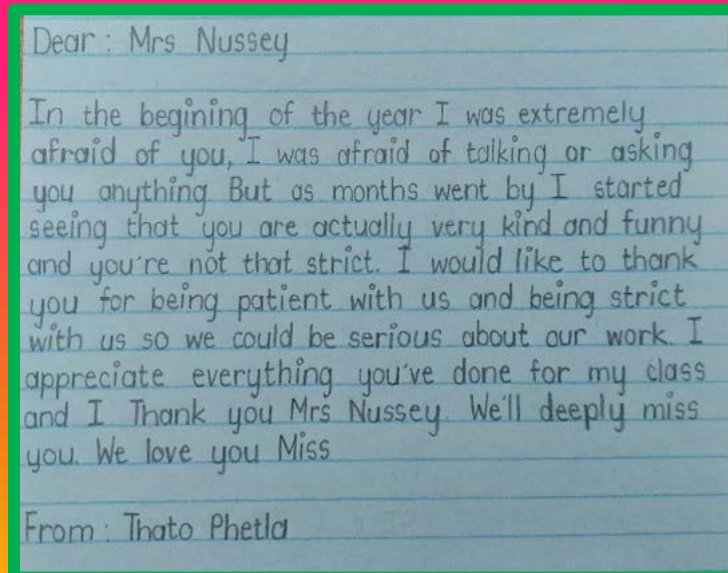 Dear : Mrs Nussey
In the begining of the year I was extremely
afraid of you, I was afraid of talking or asking
you anything But as months went by I started
seeing that you are actually very kind and funny
and you're not that strict. I would like to thank
you for being patient with us and being strict
with us so we could be serious about our work. I
appreciate everything you've done for my class
and I Thank you Mrs Nussey. We'll deeply miss
you. We love you Miss
From : Thato Phetla